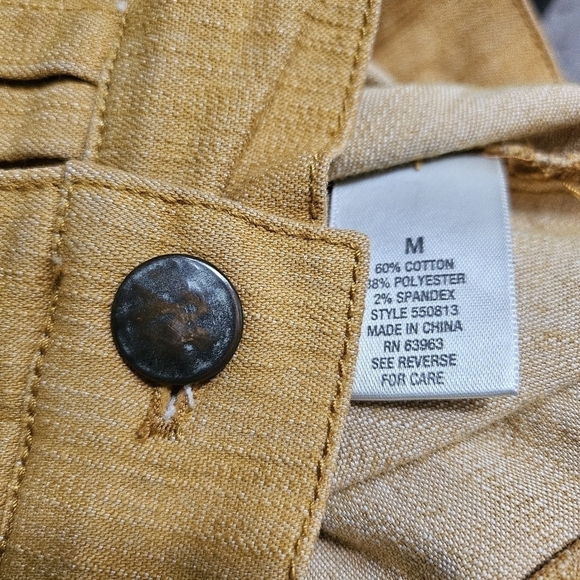 M
60% COTTON
38% POLYESTER
2% SPANDEX
STYLE 550813
MADE IN CHINA
RN 63963
SEE REVERSE
FOR CARE